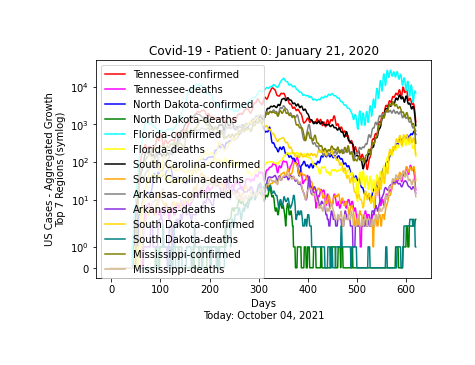 Covid-19 - Patient 0: January 21, 2020
US Cases - Aggregated Growth
Top 7 Regions (symlog)
10⁴
10³
10²
10¹
10⁰
0
Tennessee-confirmed
Tennessee-deaths
North Dakota-confirmed
North Dakota-deaths
Florida-confirmed
Florida-deaths
South Carolina-confirmed
South Carolina-deaths
Arkansas-confirmed
Arkansas-deaths
South Dakota-confirmed
South Dakota-deaths
Mississippi-confirmed
Mississippi-deaths
0 100 200 300 400 500 600
Days
Today: October 04, 2021